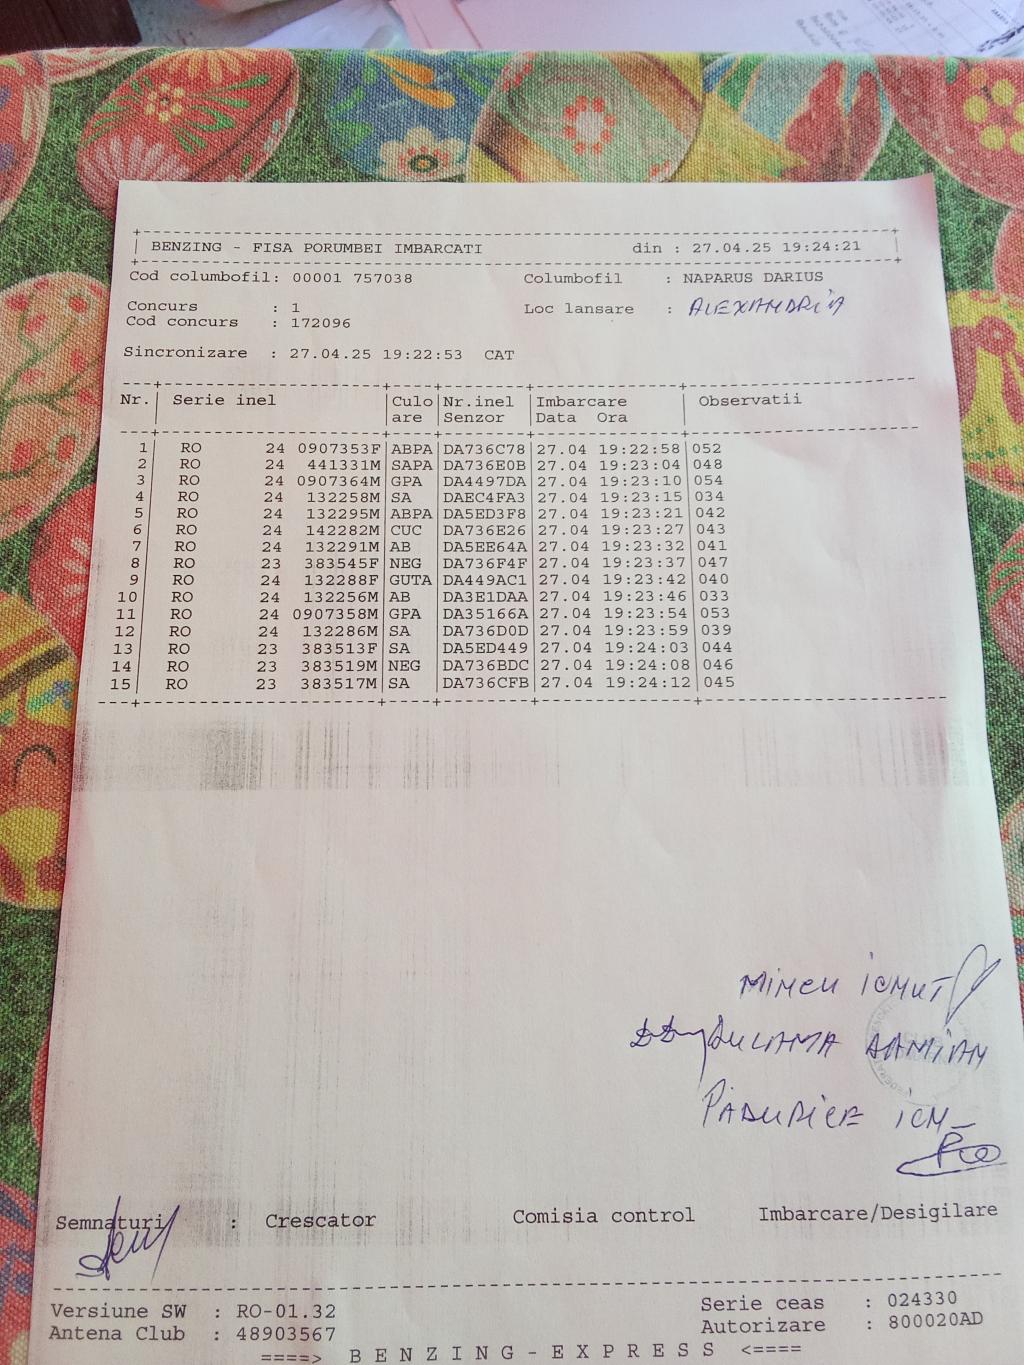 BENZING - FISA PORUMBEI IMBARCATI din : 27.04.25 19:24:21
Cod columbofil: 00001 757038 Columbofil : NAPARUS DARIUS
Concurs : 1 Loc lansare : ALEXANDRIA
Cod concurs : 172096
Sincronizare : 27.04.25 19:22:53 CAT
Nr. Serie inel Culo Nr.inel Imbarcare Observatii
are Senzor Data Ora
1 RO 24 0907353F ABPA DA736C78 27.04 19:22:58 052
2 RO 24 441331M SAPA DA736E0B 27.04 19:23:04 048
3 RO 24 0907364M GPA DA4497DA 27.04 19:23:10 054
4 RO 24 132258M SA DAEC4FA3 27.04 19:23:15 034
5 RO 24 132295M ABPA DA5ED3F8 27.04 19:23:21 042
6 RO 24 142282M CUC DA736E26 27.04 19:23:27 043
7 RO 24 132291M AB DA5EE64A 27.04 19:23:32 041
8 RO 23 383545F NEG DA736F4F 27.04 19:23:37 047
9 RO 24 132288F GUTA DA449AC1 27.04 19:23:42 040
10 RO 24 132256M AB DA3E1DAA 27.04 19:23:46 033
11 RO 24 0907358M GPA DA35166A 27.04 19:23:54 053
12 RO 24 132286M SA DA736D0D 27.04 19:23:59 039
13 RO 23 383513F SA DA5ED449 27.04 19:24:03 044
14 RO 23 383519M NEG DA736BDC 27.04 19:24:08 046
15 RO 23 383517M SA DA736CFB 27.04 19:24:12 045
MINCU IONUT
DULAMA DAMIAN
PADURICE ION
Semnaturi : Crescator Comisia control Imbarcare/Desigilare
Versiune SW : RO-01.32 Serie ceas : 024330
Antena Club : 48903567 Autorizare : 800020AD
====> BENZING-EXPRESS <====